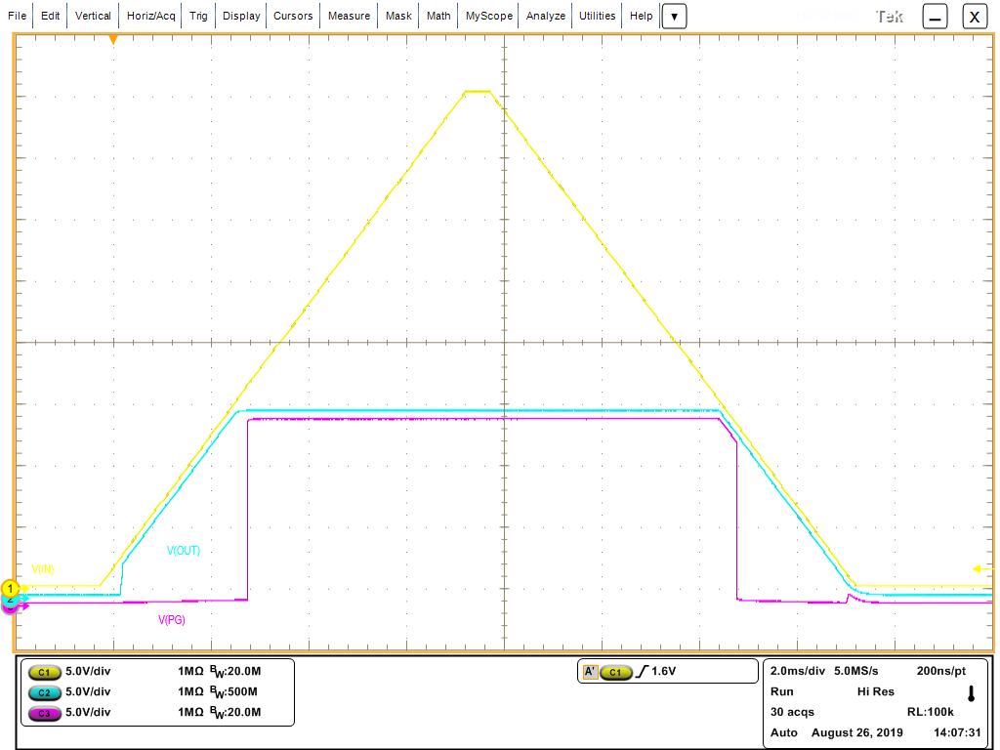 File Edit Vertical Horiz/Acq Trig Display Cursors Measure Mask Math MyScope Analyze Utilities Help ▼ Tek X
V(IN)
V(OUT)
V(PG)
1
2
C1 5.0V/div 1MΩ BW:20.0M
C2 5.0V/div 1MΩ BW:500M
C3 5.0V/div 1MΩ BW:20.0M
A' C1 1.6V
2.0ms/div 5.0MS/s 200ns/pt
Run Hi Res
30 acqs RL:100k
Auto August 26, 2019 14:07:31